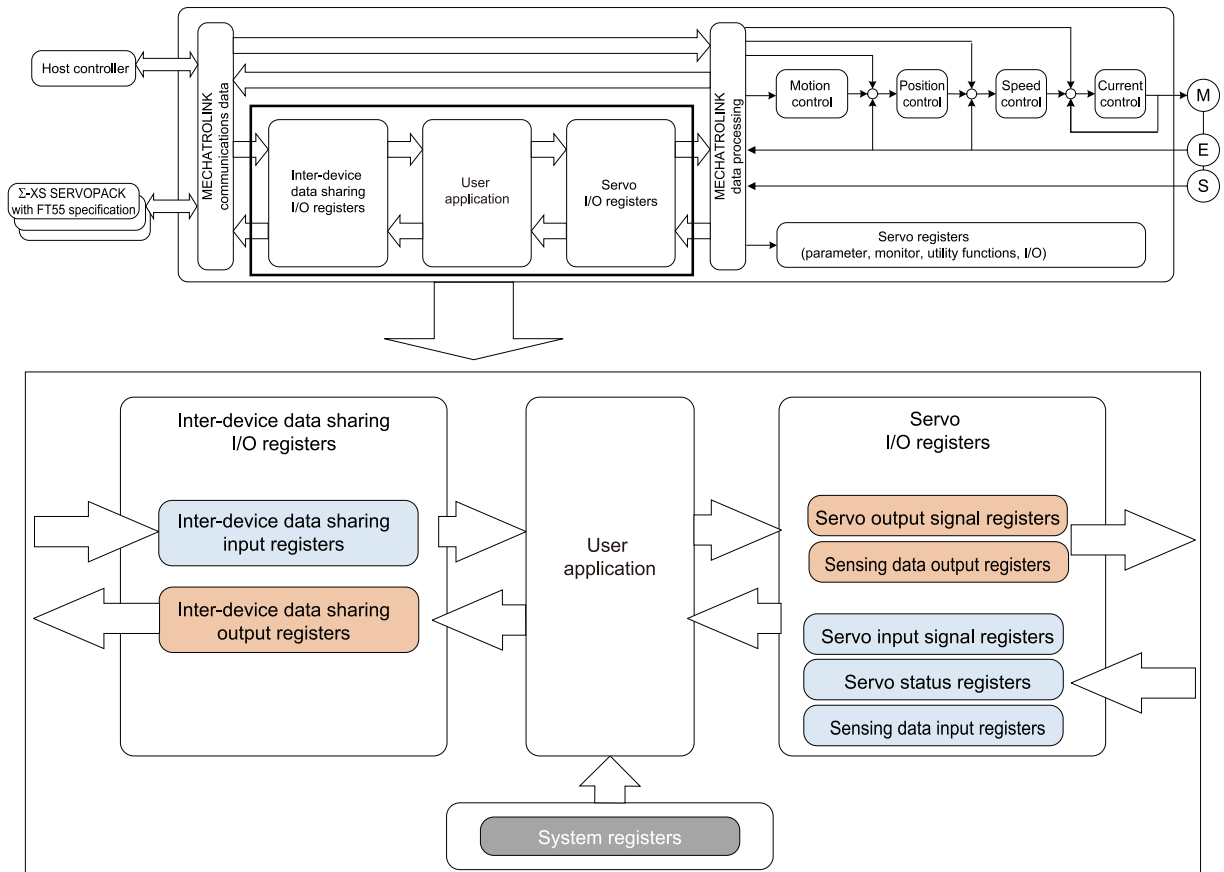 Host controller
Σ-XS SERVOPACK
with FT55 specification
MECHATROLINK
communications data
Inter-device
data sharing
I/O registers
User
application
Servo
I/O registers
MECHATROLINK
data processing
Motion
control
Position
control
Speed
control
Current
control
M
E
S
Servo registers
(parameter, monitor, utility functions, I/O)
Inter-device data sharing
I/O registers
Inter-device data sharing
input registers
Inter-device data sharing
output registers
User
application
Servo
I/O registers
Servo output signal registers
Sensing data output registers
Servo input signal registers
Servo status registers
Sensing data input registers
System registers